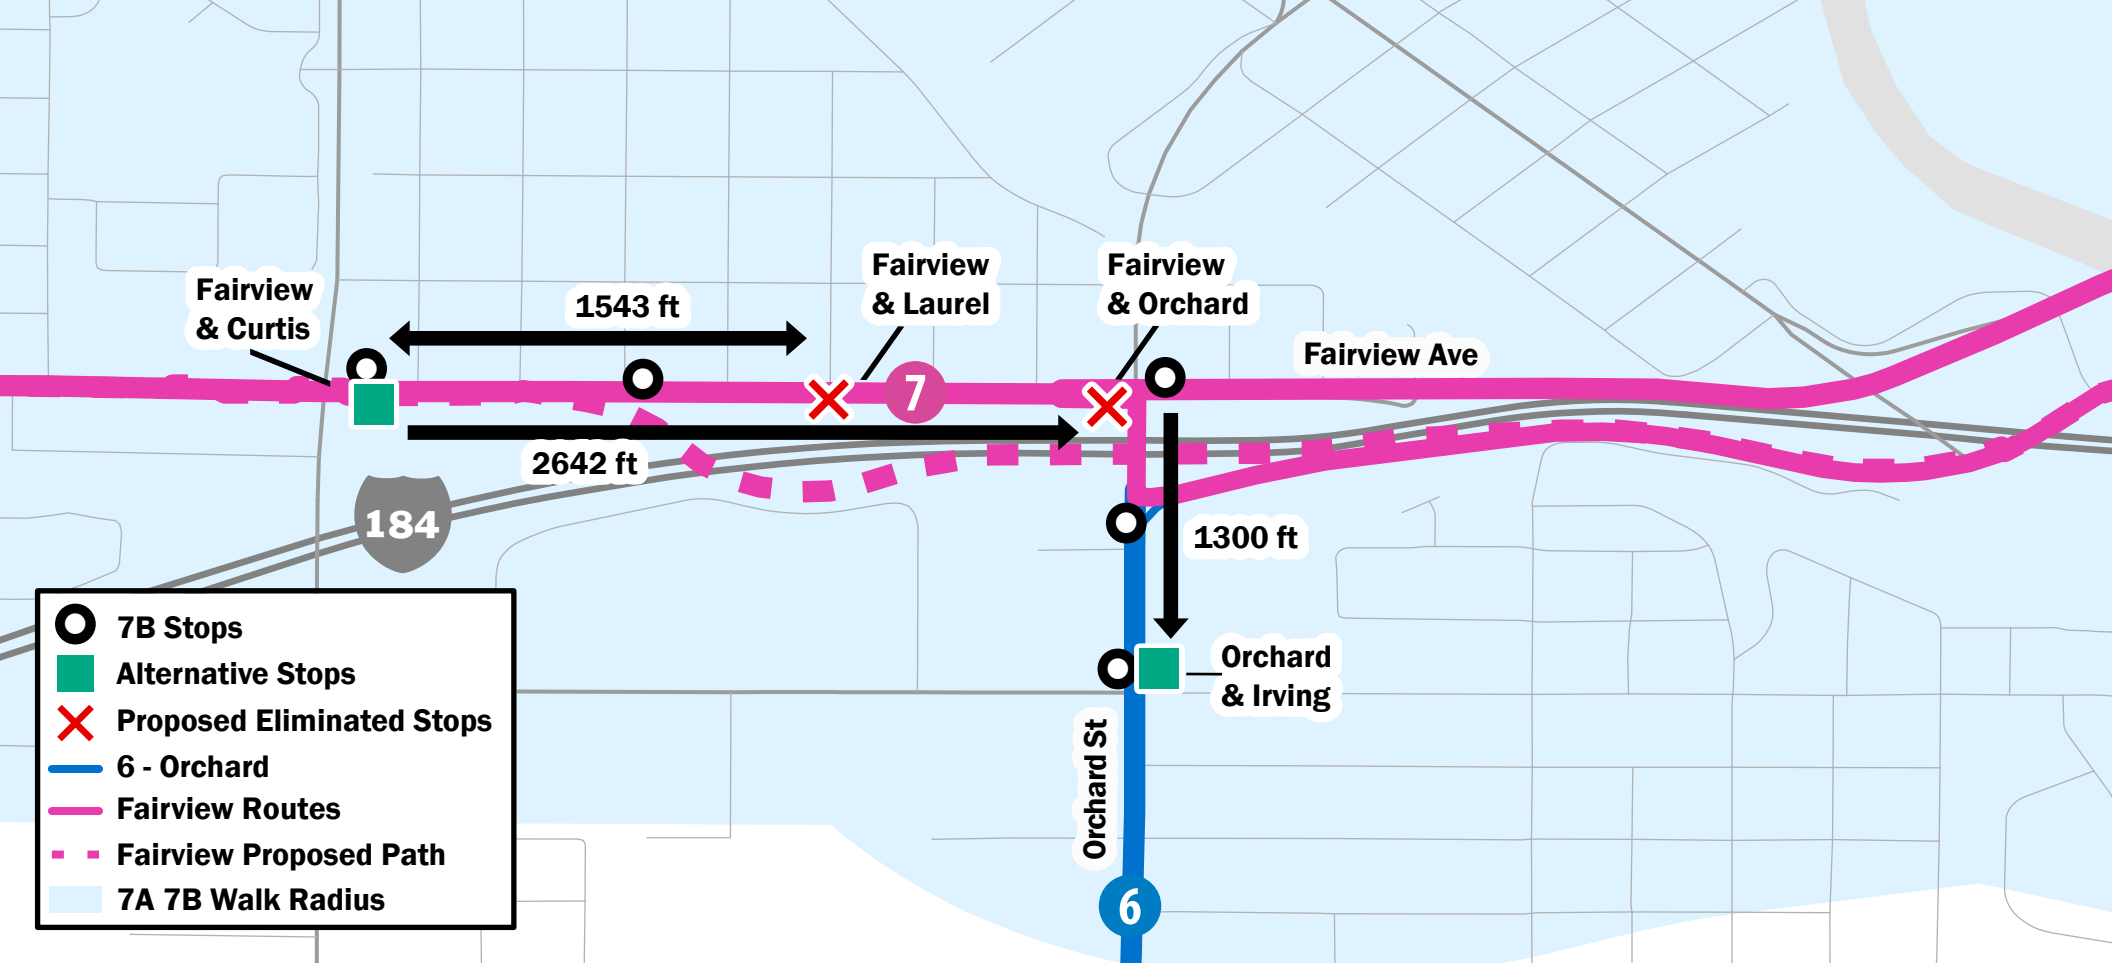 Fairview
& Curtis
1543 ft
Fairview
& Laurel
Fairview
& Orchard
Fairview Ave
7
2642 ft
184
1300 ft
Orchard
& Irving
Orchard St
6
7B Stops
Alternative Stops
Proposed Eliminated Stops
6 - Orchard
Fairview Routes
Fairview Proposed Path
7A 7B Walk Radius